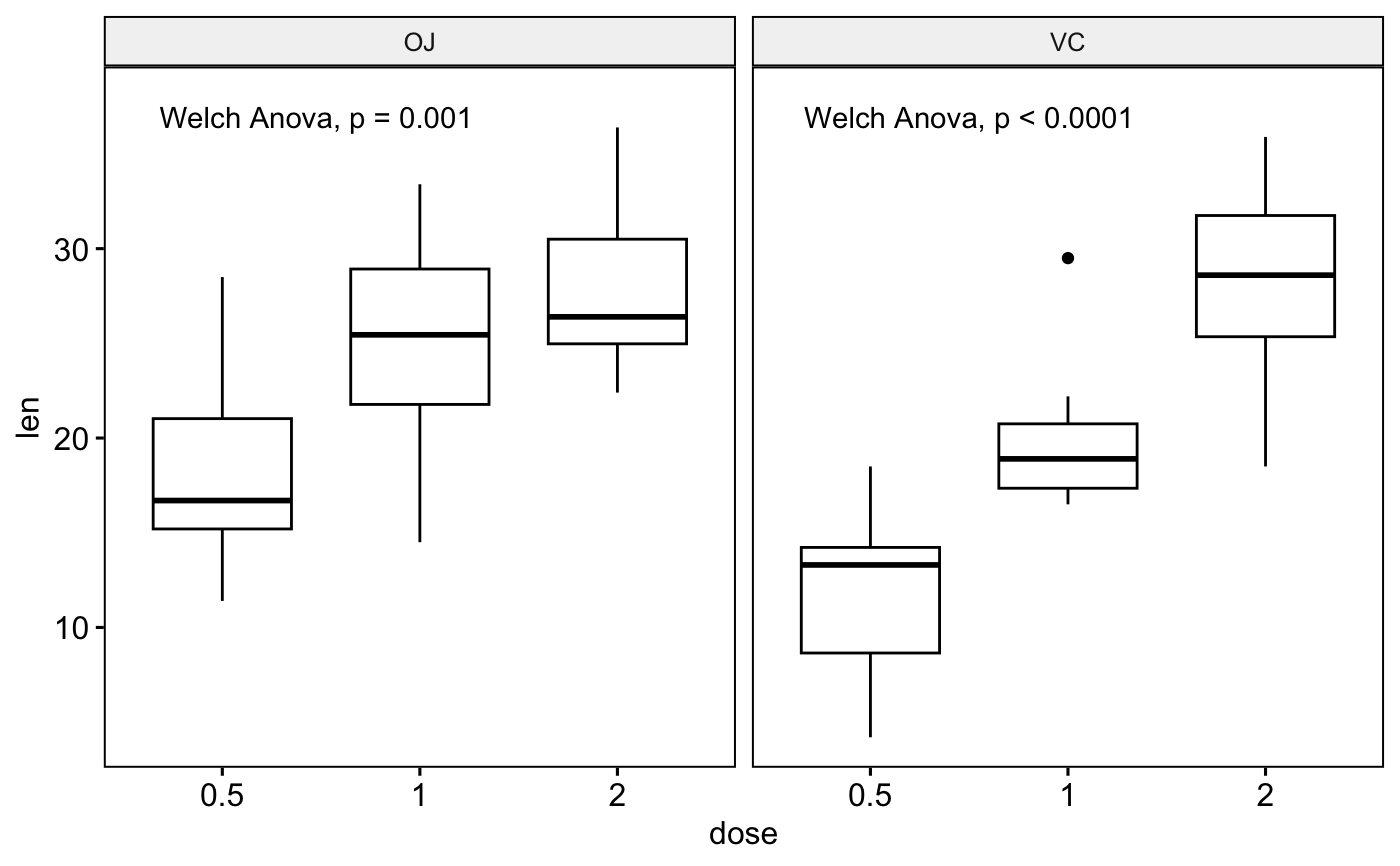 OJ
VC
Welch Anova, p = 0.001
Welch Anova, p < 0.0001
len
30
20
10
0.5 1 2
0.5 1 2
dose